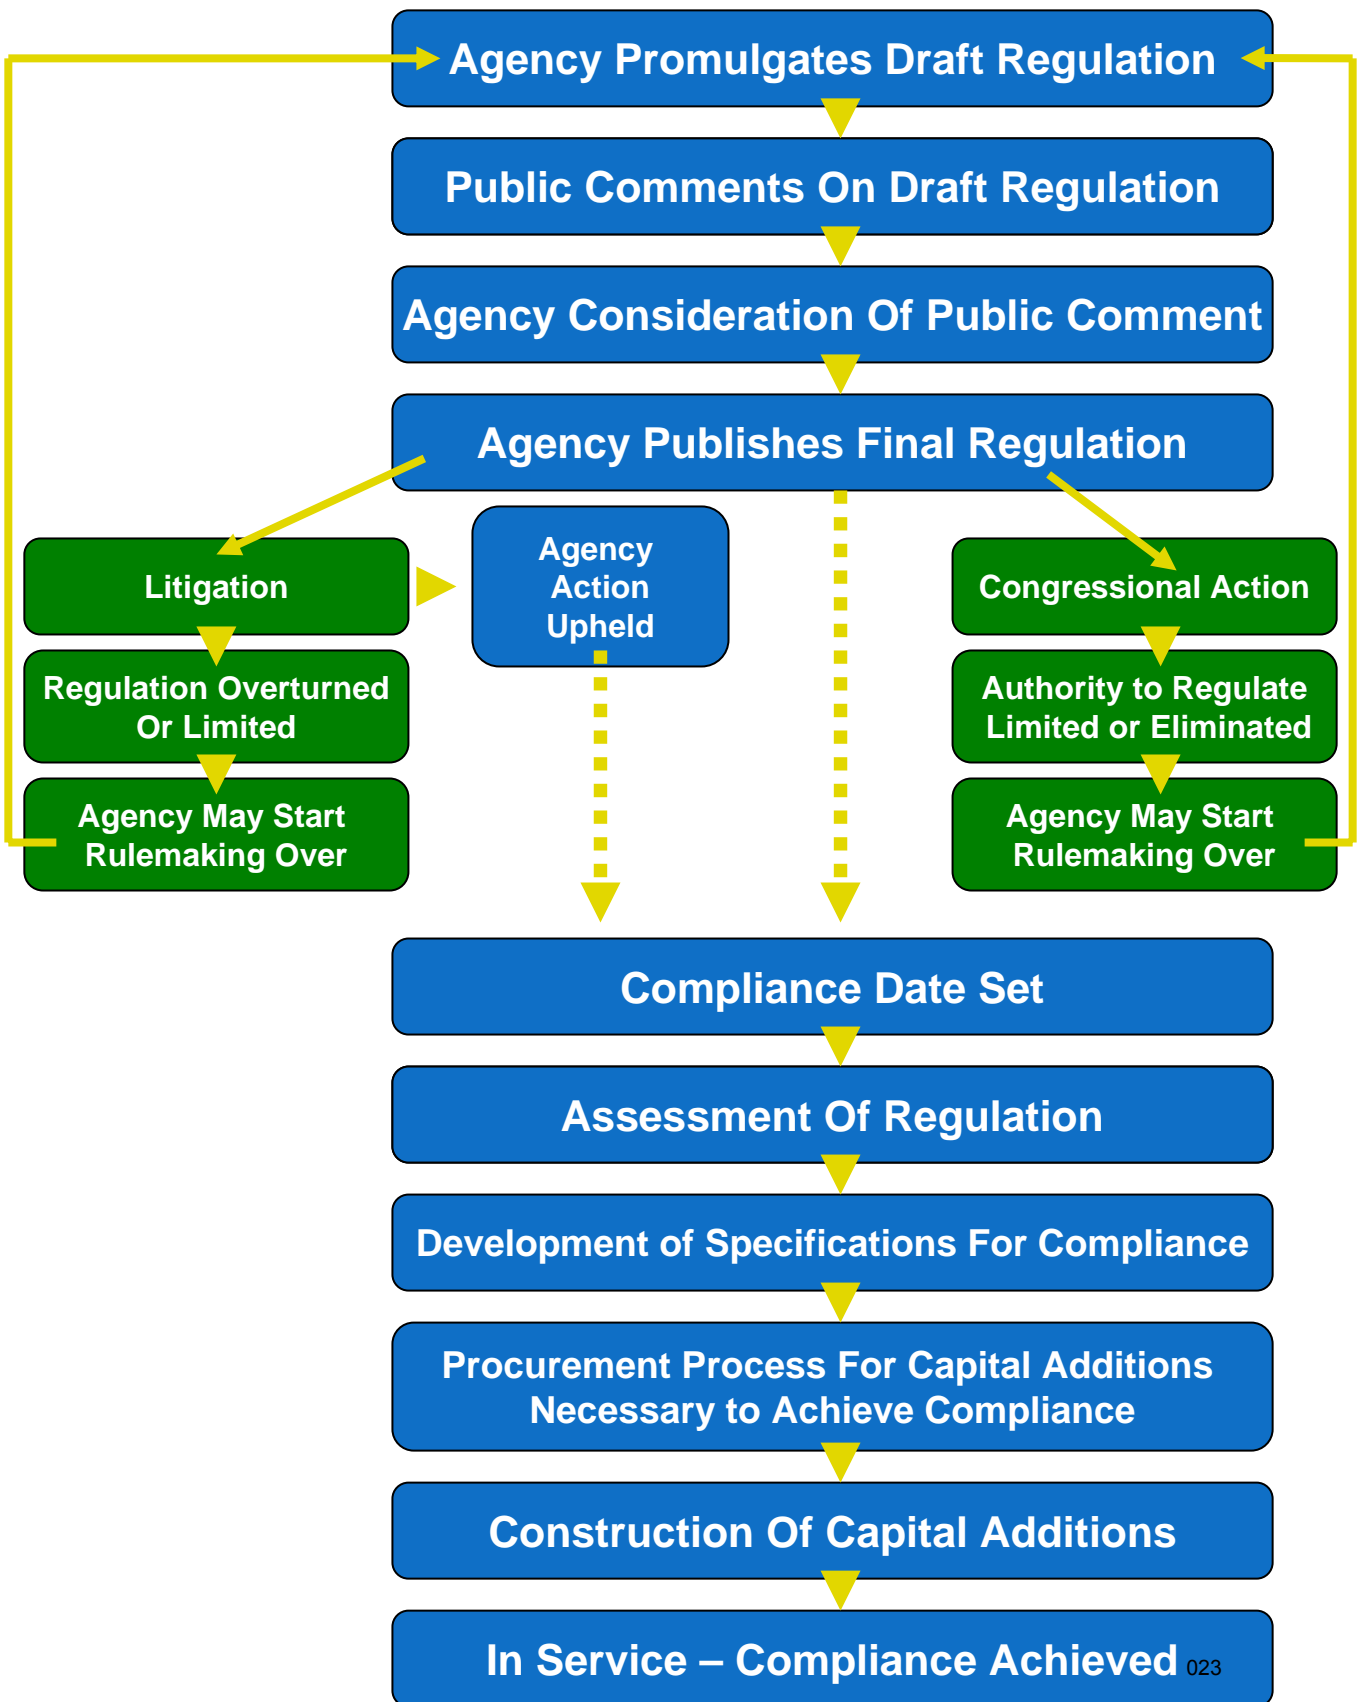 Agency Promulgates Draft Regulation
Public Comments On Draft Regulation
Agency Consideration Of Public Comment
Agency Publishes Final Regulation
Litigation
Agency
Action
Upheld
Congressional Action
Regulation Overturned
Or Limited
Authority to Regulate
Limited or Eliminated
Agency May Start
Rulemaking Over
Agency May Start
Rulemaking Over
Compliance Date Set
Assessment Of Regulation
Development of Specifications For Compliance
Procurement Process For Capital Additions
Necessary to Achieve Compliance
Construction Of Capital Additions
In Service – Compliance Achieved 023